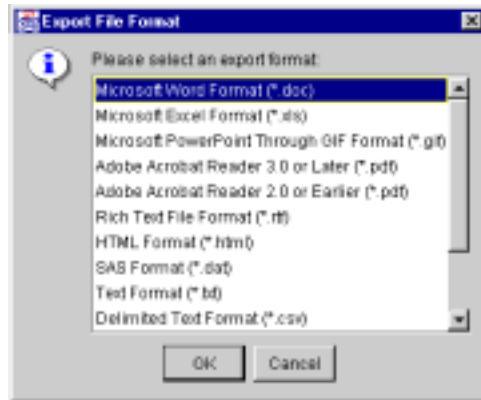 Export File Format
Please select an export format:
Microsoft Word Format (*.doc)
Microsoft Excel Format (*.xls)
Microsoft PowerPoint Through GIF Format (*.gif)
Adobe Acrobat Reader 3.0 or Later (*.pdf)
Adobe Acrobat Reader 2.0 or Earlier (*.pdf)
Rich Text File Format (*.rtf)
HTML Format (*.html)
SAS Format (*.dat)
Text Format (*.txt)
Delimited Text Format (*.csv)
OK Cancel